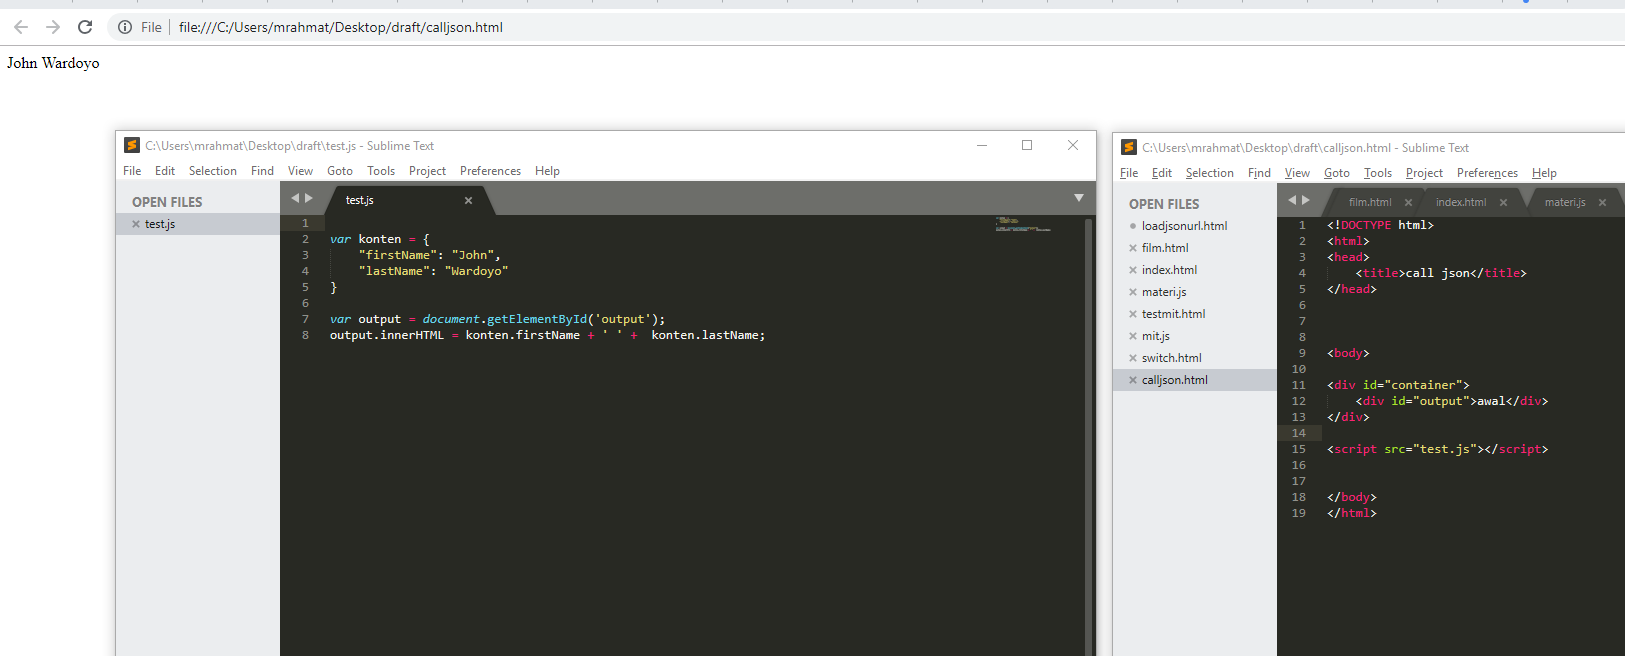 File file:///C:/Users/mrahmat/Desktop/draft/calljson.html
John Wardoyo
C:\Users\mrahmat\Desktop\draft\test.js - Sublime Text
File Edit Selection Find View Goto Tools Project Preferences Help
OPEN FILES
test.js
test.js
1
2 var konten = {
3 "firstName": "John",
4 "lastName": "Wardoyo"
5 }
6
7 var output = document.getElementById('output');
8 output.innerHTML = konten.firstName + ' ' + konten.lastName;
C:\Users\mrahmat\Desktop\draft\calljson.html - Sublime Text
File Edit Selection Find View Goto Tools Project Preferences Help
OPEN FILES
loadjsonurl.html
film.html
index.html
materi.js
testmit.html
mit.js
switch.html
calljson.html
film.html index.html materi.js
1 <!DOCTYPE html>
2 <html>
3 <head>
4 <title>call json</title>
5 </head>
6
7
8
9 <body>
10
11 <div id="container">
12 <div id="output">awal</div>
13 </div>
14
15 <script src="test.js"></script>
16
17
18 </body>
19 </html>